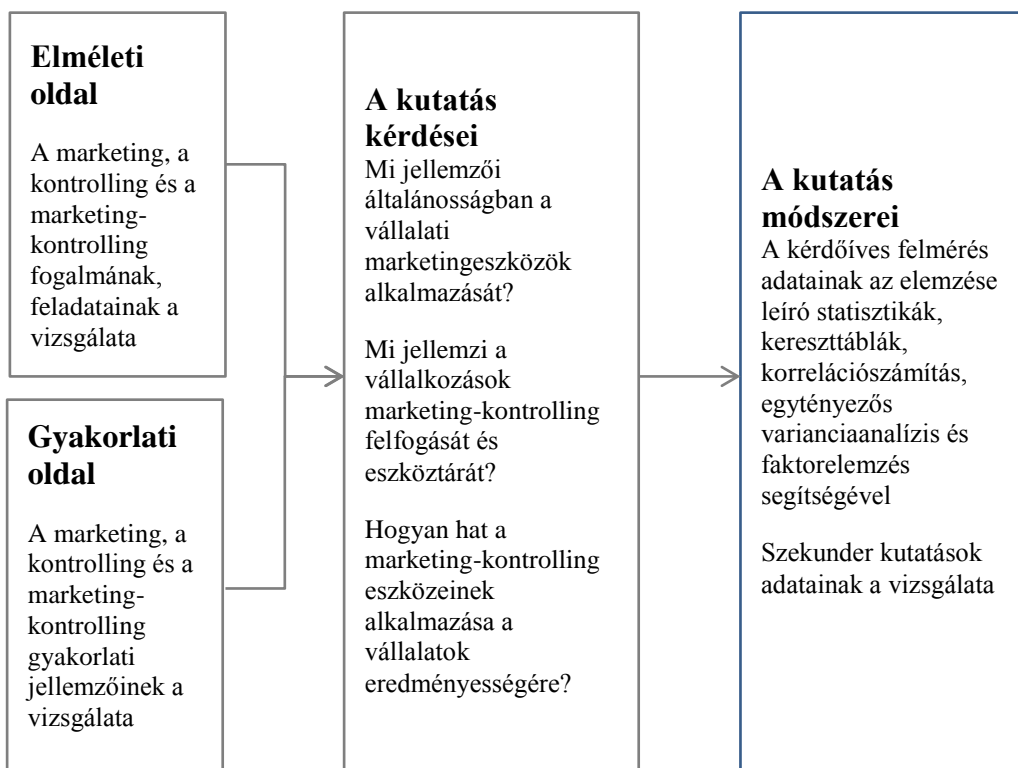 Elméleti
oldal
A marketing, a
kontrolling és a
marketing-
kontrolling
fogalmának,
feladatainak a
vizsgálata
Gyakorlati
oldal
A marketing, a
kontrolling és a
marketing-
kontrolling
gyakorlati
jellemzőinek a
vizsgálata
A kutatás
kérdései
Mi jellemzői
általánosságban a
vállalati
marketingeszközök
alkalmazását?
Mi jellemzi a
vállalkozások
marketing-kontrolling
felfogását és
eszköztárát?
Hogyan hat a
marketing-kontrolling
eszközeinek
alkalmazása a
vállalatok
eredményességére?
A kutatás
módszerei
A kérdőíves felmérés
adatainak az elemzése
leíró statisztikák,
kereszttáblák,
korrelációszámítás,
egytényezős
varianciaanalízis és
faktorelemzés
segítségével
Szekunder kutatások
adatainak a vizsgálata